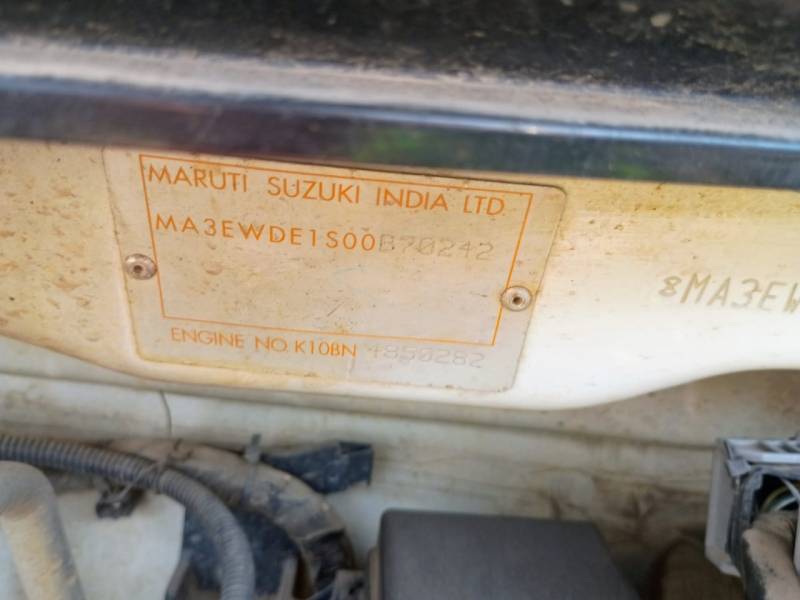 MARUTI SUZUKI INDIA LTD
MA3EWDE1S00B70242
ENGINE NO. K10BN 4850282
8MA3EW